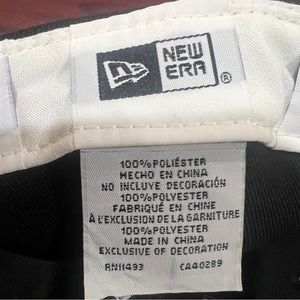 NEW
ERA®
100%POLIÉSTER
HECHO EN CHINA
NO INCLUYE DECORACIÓN
100%POLYESTER
FABRIQUÉ EN CHINE
À L'EXCLUSION DE LA GARNITURE
100%POLYESTER
MADE IN CHINA
EXCLUSIVE OF DECORATION
RN11493 CA40289